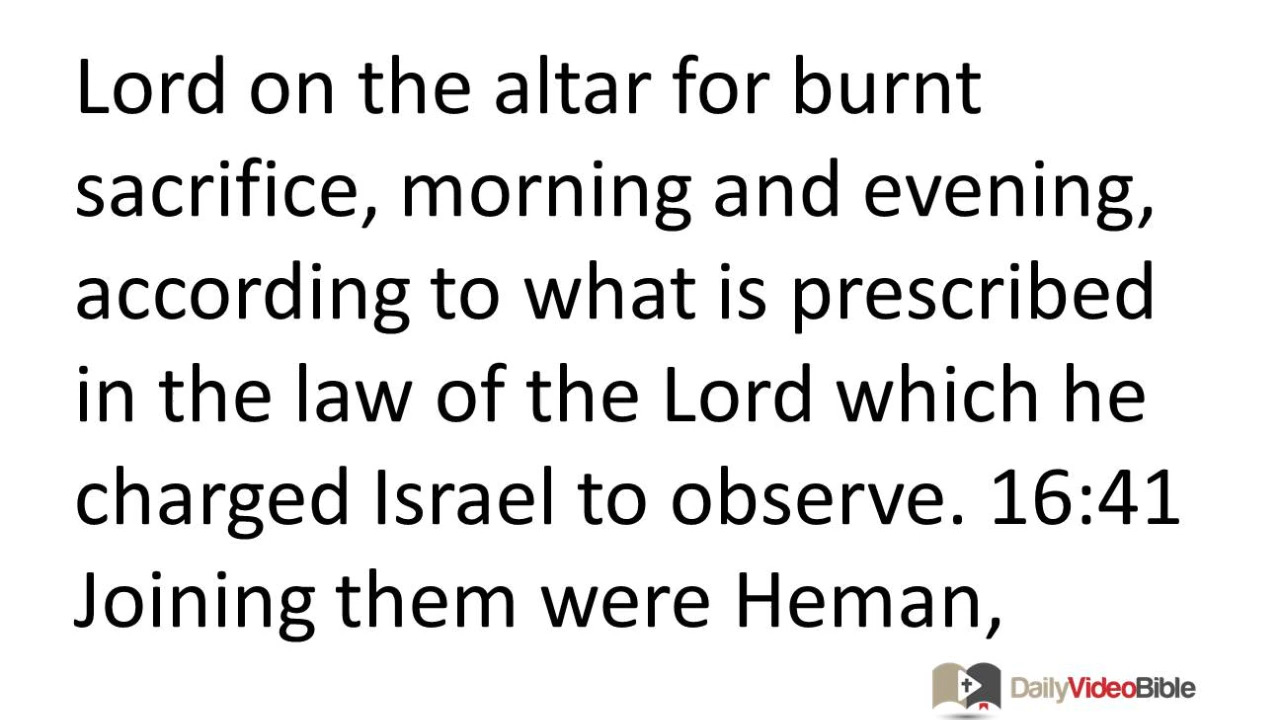 Lord on the altar for burnt
sacrifice, morning and evening,
according to what is prescribed
in the law of the Lord which he
charged Israel to observe. 16:41
Joining them were Heman,
DailyVideoBible